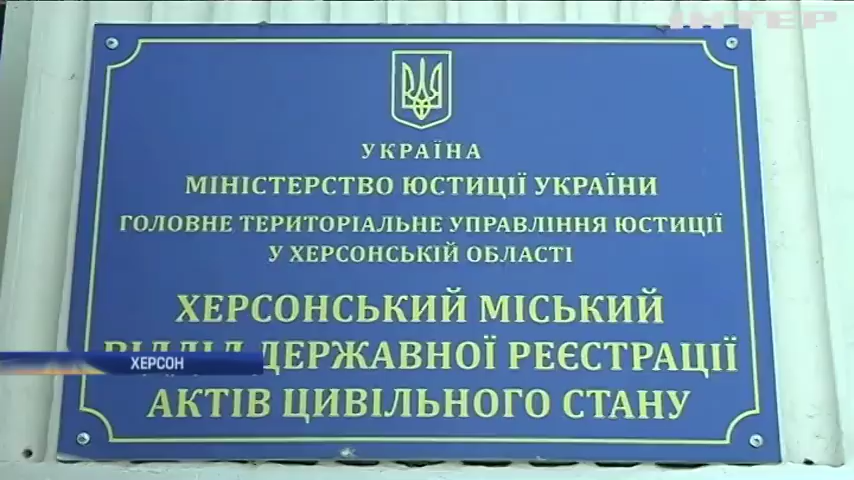 ІНТЕР
УКРАЇНА
МІНІСТЕРСТВО ЮСТИЦІЇ УКРАЇНИ
ГОЛОВНЕ ТЕРИТОРІАЛЬНЕ УПРАВЛІННЯ ЮСТИЦІЇ
У ХЕРСОНСЬКІЙ ОБЛАСТІ
ХЕРСОНСЬКИЙ МІСЬКИЙ
ВІДДІЛ ДЕРЖАВНОЇ РЕЄСТРАЦІЇ
ХЕРСОН
АКТІВ ЦИВІЛЬНОГО СТАНУ